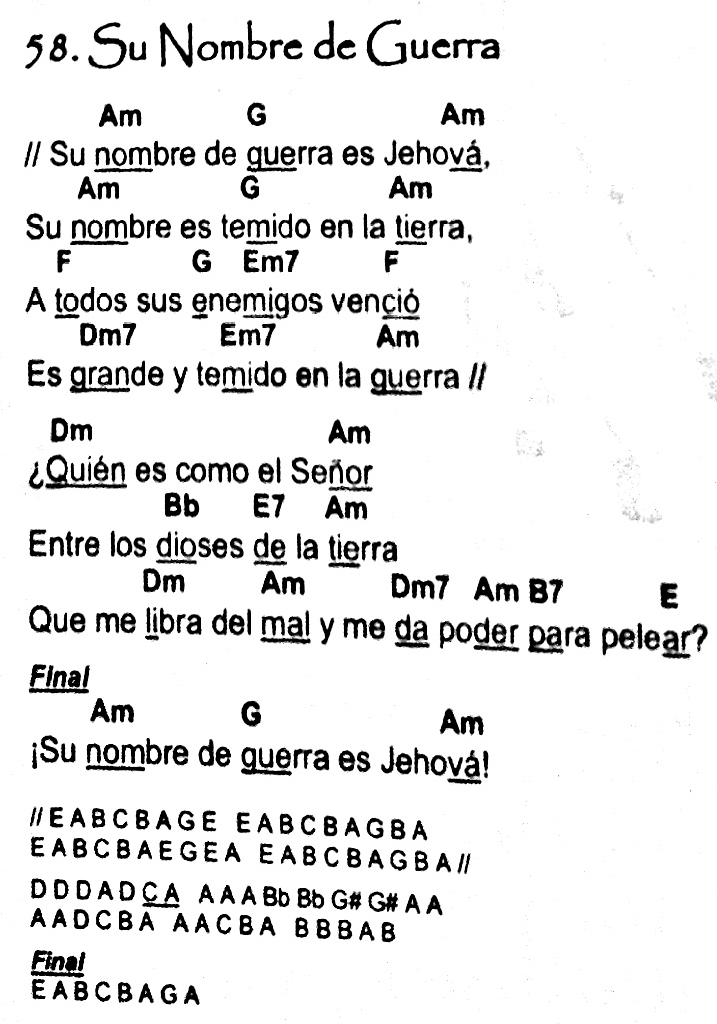 58. Su Nombre de Guerra
Am G Am
// Su nombre de guerra es Jehová,
Am G Am
Su nombre es temido en la tierra,
F G Em7 F
A todos sus enemigos venció
Dm7 Em7 Am
Es grande y temido en la guerra //
Dm Am
¿Quién es como el Señor
Bb E7 Am
Entre los dioses de la tierra
Dm Am Dm7 Am B7 E
Que me libra del mal y me da poder para pelear?
Final
Am G Am
¡Su nombre de guerra es Jehová!
// E A B C B A G E E A B C B A G B A
E A B C B A E G E A E A B C B A G B A //
D D D A D C A A A A Bb Bb G# G# A A
A A D C B A A A C B A B B B A B
Final
E A B C B A G A